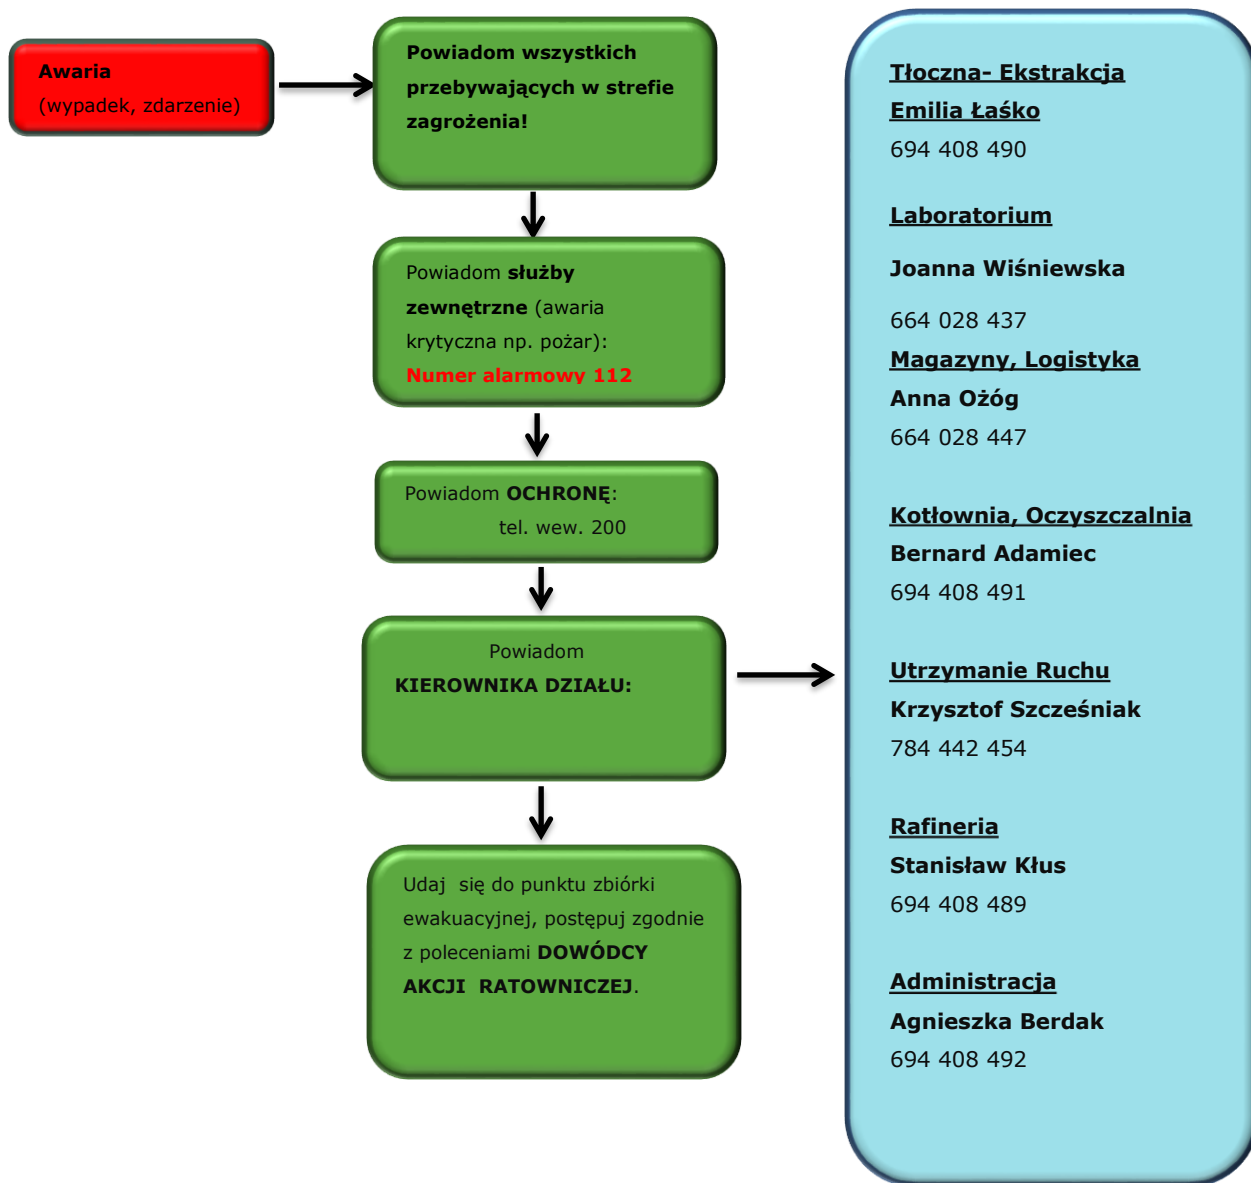 Awaria
(wypadek, zdarzenie)
Powiadom wszystkich
przebywających w strefie
zagrożenia!
Powiadom służby
zewnętrzne (awaria
krytyczna np. pożar):
Numer alarmowy 112
Powiadom OCHRONĘ:
tel. wew. 200
Powiadom
KIEROWNIKA DZIAŁU:
Udaj się do punktu zbiórki
ewakuacyjnej, postępuj zgodnie
z poleceniami DOWÓDCY
AKCJI RATOWNICZEJ.
Tłoczna- Ekstrakcja
Emilia Łaśko
694 408 490
Laboratorium
Joanna Wiśniewska
664 028 437
Magazyny, Logistyka
Anna Ożóg
664 028 447
Kotłownia, Oczyszczalnia
Bernard Adamiec
694 408 491
Utrzymanie Ruchu
Krzysztof Szcześniak
784 442 454
Rafineria
Stanisław Kłus
694 408 489
Administracja
Agnieszka Berdak
694 408 492